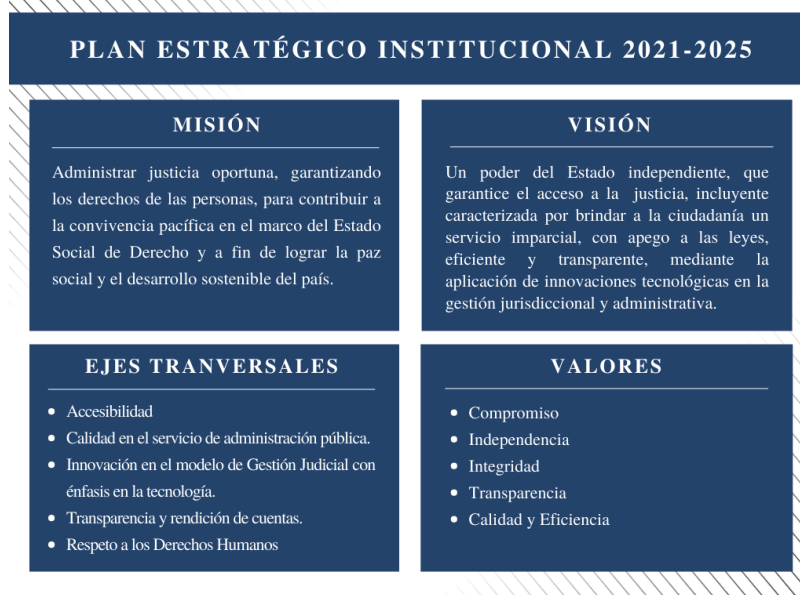 PLAN ESTRATÉGICO INSTITUCIONAL 2021-2025
MISIÓN
Administrar justicia oportuna, garantizando
los derechos de las personas, para contribuir a
la convivencia pacífica en el marco del Estado
Social de Derecho y a fin de lograr la paz
social y el desarrollo sostenible del país.
VISIÓN
Un poder del Estado independiente, que
garantice el acceso a la justicia, incluyente
caracterizada por brindar a la ciudadanía un
servicio imparcial, con apego a las leyes,
eficiente y transparente, mediante la
aplicación de innovaciones tecnológicas en la
gestión jurisdiccional y administrativa.
EJES TRANVERSALES
• Accesibilidad
• Calidad en el servicio de administración pública.
• Innovación en el modelo de Gestión Judicial con
énfasis en la tecnología.
• Transparencia y rendición de cuentas.
• Respeto a los Derechos Humanos
VALORES
• Compromiso
• Independencia
• Integridad
• Transparencia
• Calidad y Eficiencia